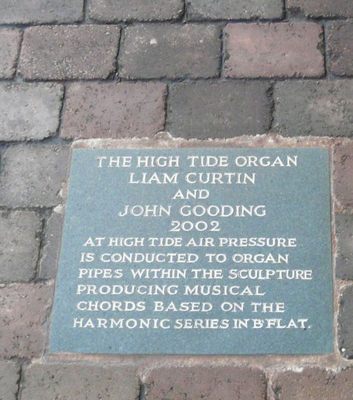 THE HIGH TIDE ORGAN
LIAM CURTIN
AND
JOHN GOODING
2002
AT HIGH TIDE AIR PRESSURE
IS CONDUCTED TO ORGAN
PIPES WITHIN THE SCULPTURE
PRODUCING MUSICAL
CHORDS BASED ON THE
HARMONIC SERIES IN B FLAT.